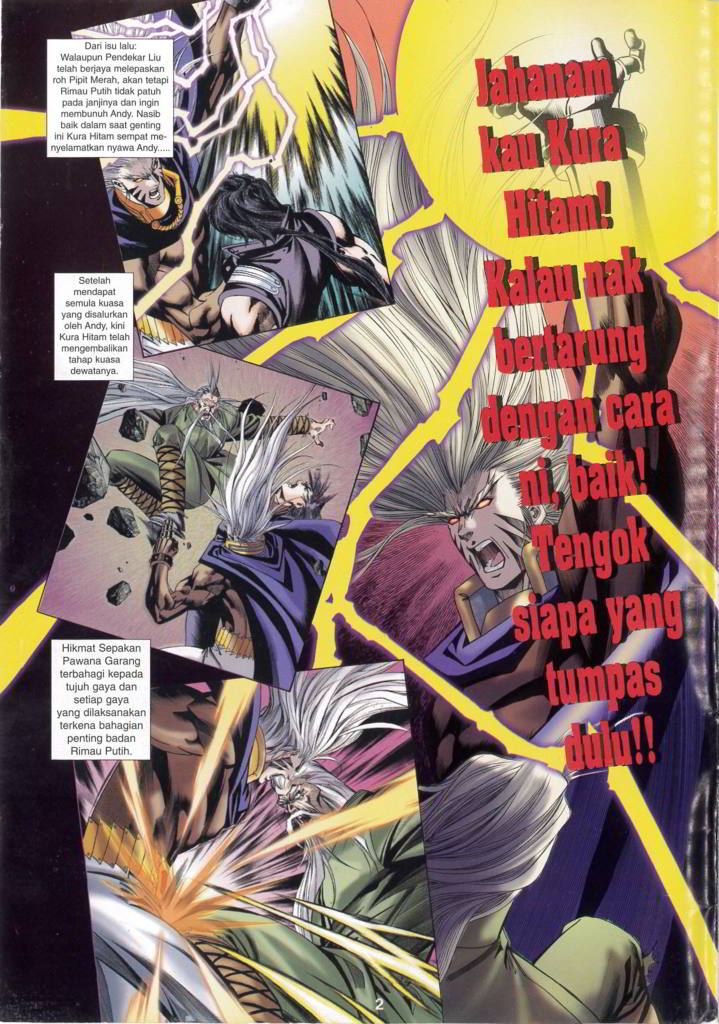 Dari isu lalu:
Walaupun Pendekar Liu
telah berjaya melepaskan
roh Pipit Merah, akan tetapi
Rimau Putih tidak patuh
pada janjinya dan ingin
membunuh Andy. Nasib
baik dalam saat genting
ini Kura Hitam sempat me-
nyelamatkan nyawa Andy.....
Setelah
mendapat
semula kuasa
yang disalurkan
oleh Andy, kini
Kura Hitam telah
mengembalikan
tahap kuasa
dewatanya.
Hikmat Sepakan
Pawana Garang
terbahagi kepada
tujuh gaya dan
setiap gaya
yang dilaksanakan
terkena bahagian
penting badan
Rimau Putih.
Jahanam
kau Kura
Hitam!
Kalau nak
bertarung
dengan cara
ni, baik!
Tengok
siapa yang
tumpas
dulu!!
2